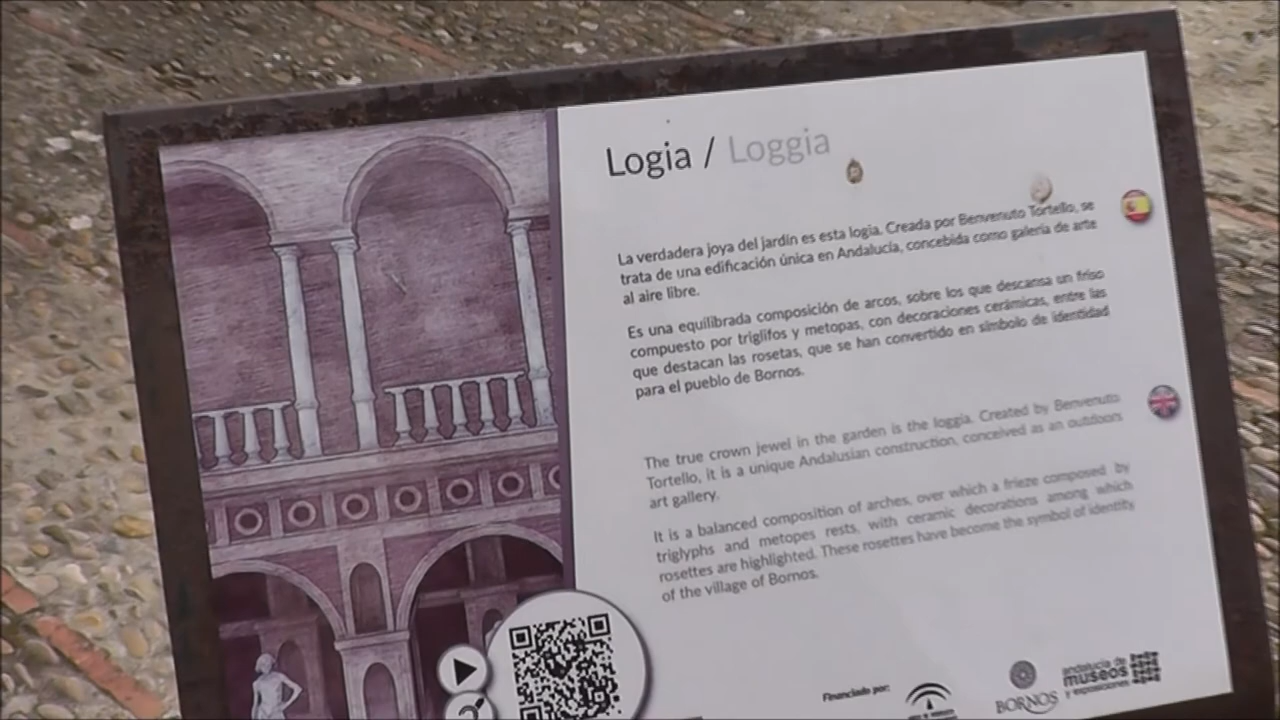 Logia / Loggia
La verdadera joya del jardín es esta logia. Creada por Benvenuto Tortello, se
trata de una edificación única en Andalucía, concebida como galería de arte
al aire libre.
Es una equilibrada composición de arcos, sobre los que descansa un friso
compuesto por triglifos y metopas, con decoraciones cerámicas, entre las
que destacan las rosetas, que se han convertido en símbolo de identidad
para el pueblo de Bornos.
The true crown jewel in the garden is the loggia. Created by Benvenuto
Tortello, it is a unique Andalusian construction, conceived as an outdoors
art gallery.
It is a balanced composition of arches, over which a frieze composed by
triglyphs and metopes rests, with ceramic decorations among which
rosettes are highlighted. These rosettes have become the symbol of identity
of the village of Bornos.
Financiado por:
BORNOS
andalucía de
museos
y exposiciones